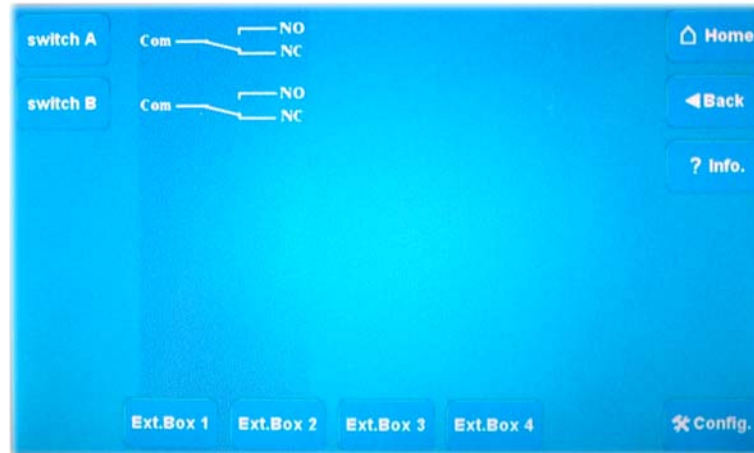 switch A
Com
NO
NC
Home
switch B
Com
NO
NC
Back
? Info.
Ext.Box 1
Ext.Box 2
Ext.Box 3
Ext.Box 4
Config.